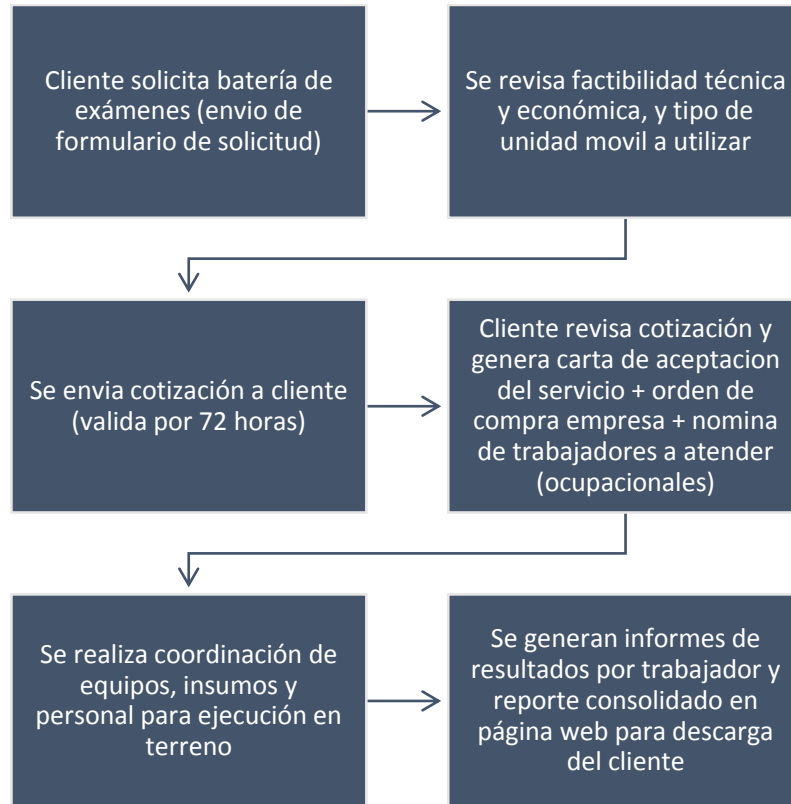 Cliente solicita batería de
exámenes (envio de
formulario de solicitud)
Se revisa factibilidad técnica
y económica, y tipo de
unidad movil a utilizar
Se envia cotización a cliente
(valida por 72 horas)
Cliente revisa cotización y
genera carta de aceptacion
del servicio + orden de
compra empresa + nomina
de trabajadores a atender
(ocupacionales)
Se realiza coordinación de
equipos, insumos y
personal para ejecución en
terreno
Se generan informes de
resultados por trabajador y
reporte consolidado en
página web para descarga
del cliente